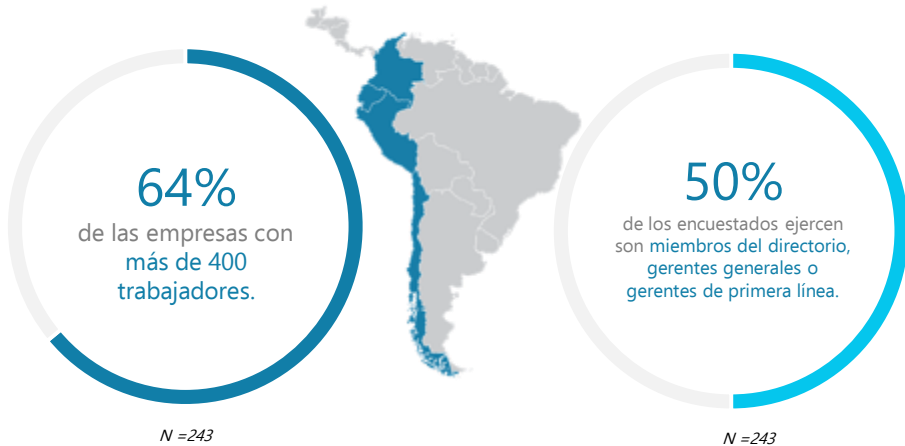 64%
de las empresas con
más de 400
trabajadores.
N =243
50%
de los encuestados ejercen
son miembros del directorio,
gerentes generales o
gerentes de primera línea.
N =243